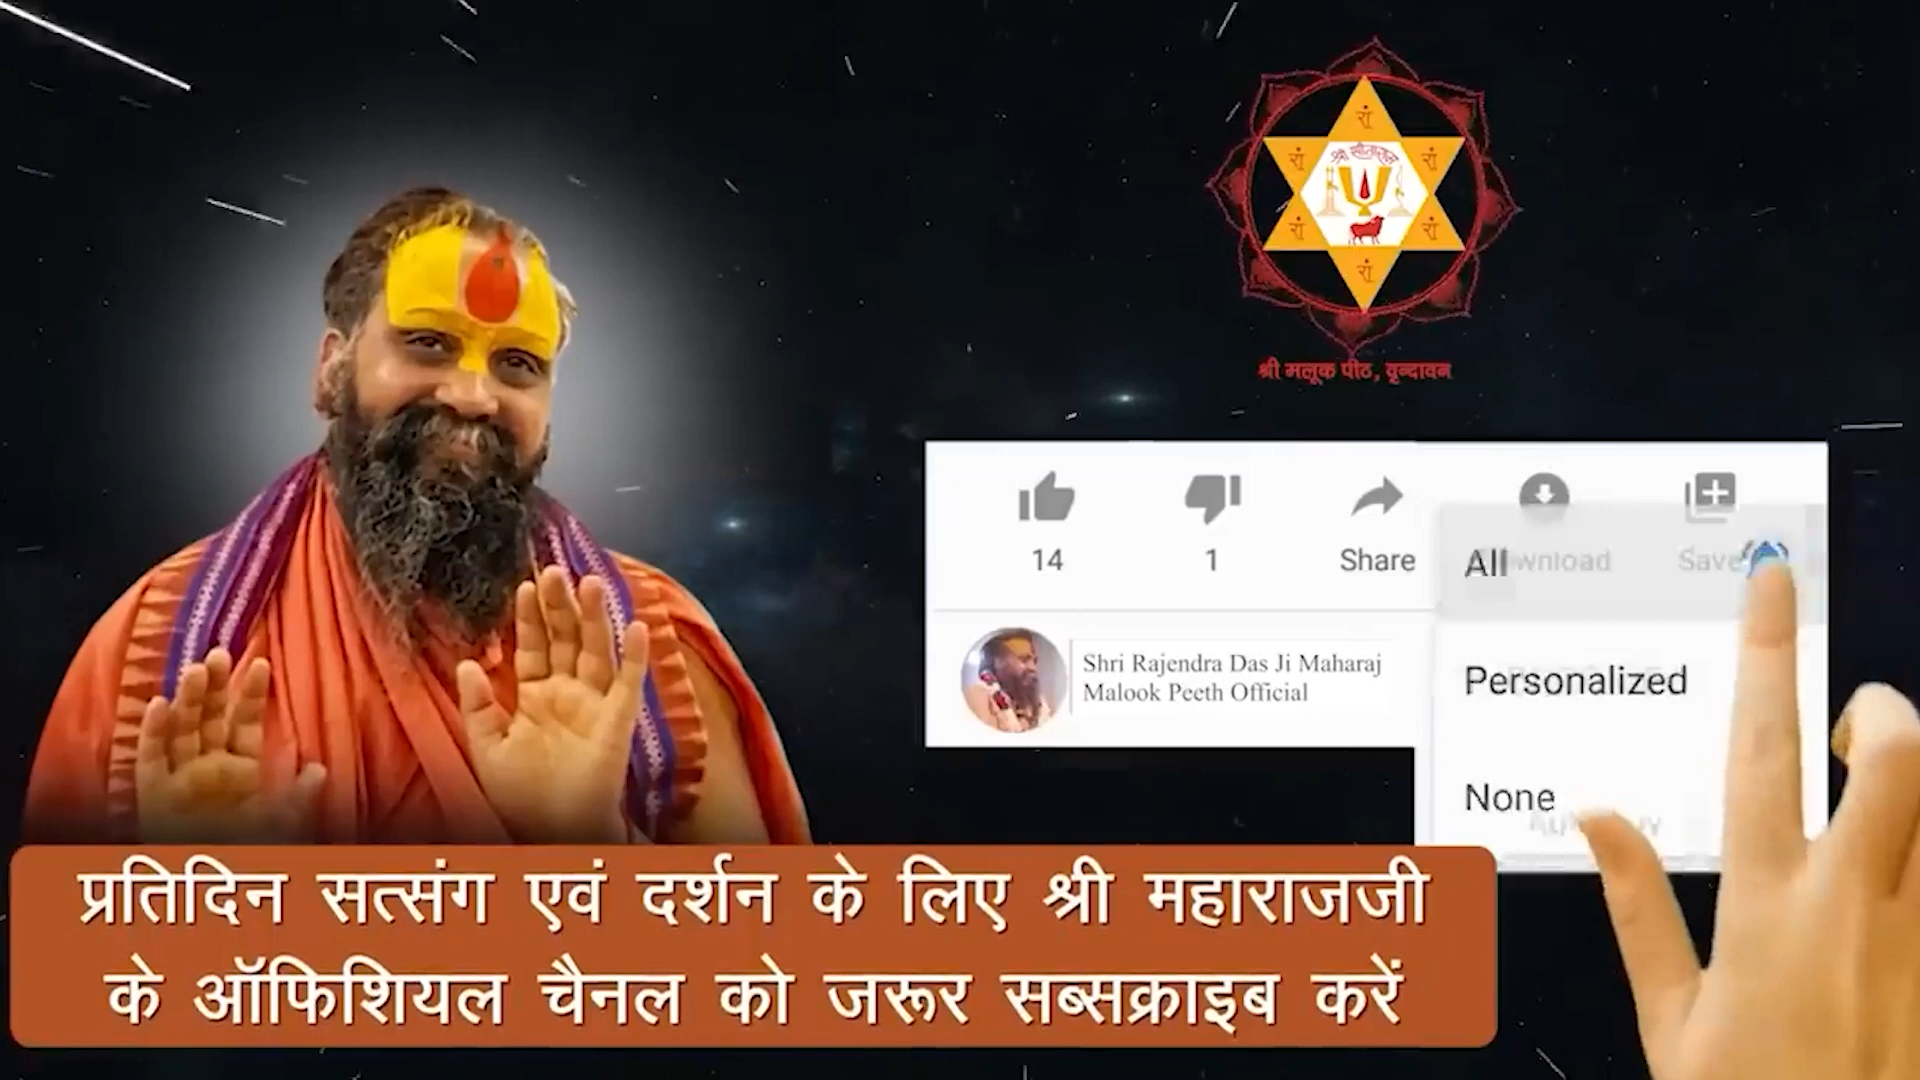 रां
रां
रां
श्री सीताराम
रां
रां
रां
श्री मलूक पीठ, वृन्दावन
14
1
Share
Save
All
Personalized
None
Shri Rajendra Das Ji Maharaj
Malook Peeth Official
प्रतिदिन सत्संग एवं दर्शन के लिए श्री महाराजजी
के ऑफिशियल चैनल को जरूर सब्सक्राइब करें